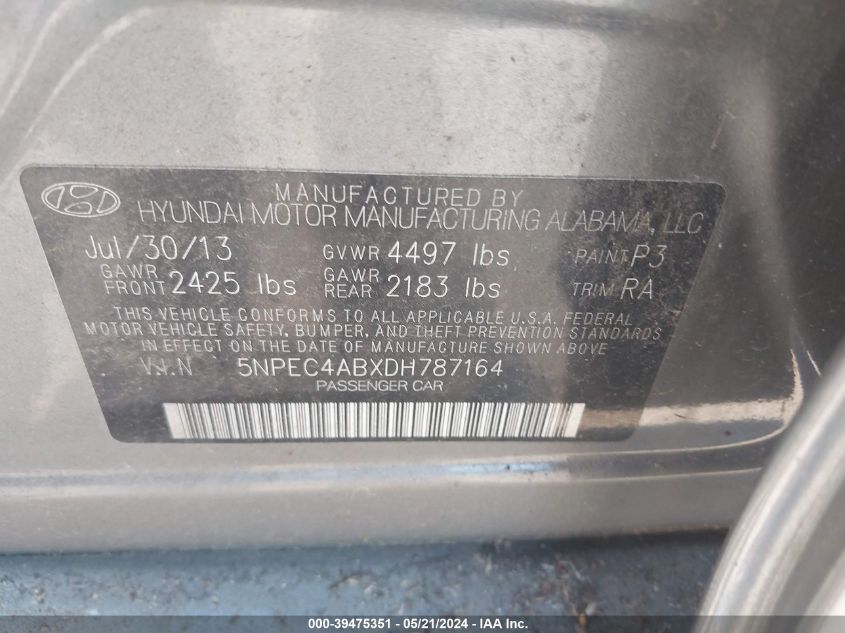 MANUFACTURED BY
HYUNDAI MOTOR MANUFACTURING ALABAMA, LLC
Jul/30/13 GVWR 4497 lbs PAINT P3
GAWR FRONT 2425 lbs GAWR REAR 2183 lbs TRIM RA
THIS VEHICLE CONFORMS TO ALL APPLICABLE U.S.A. FEDERAL
MOTOR VEHICLE SAFETY, BUMPER, AND THEFT PREVENTION STANDARDS
IN EFFECT ON THE DATE OF MANUFACTURE SHOWN ABOVE
V.I.N 5NPEC4ABXDH787164
PASSENGER CAR
000-39475351 - 05/21/2024 - IAA Inc.